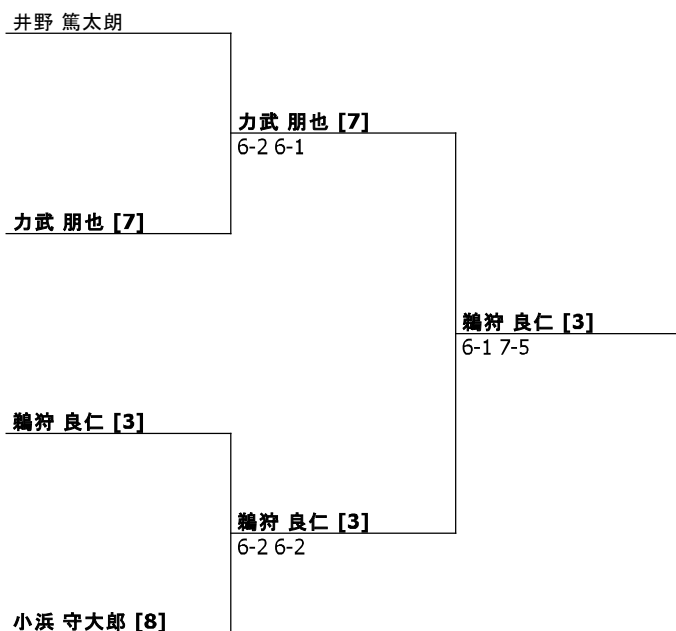 井野 篤太朗
力武 朋也 [7]
6-2 6-1
力武 朋也 [7]
鵜狩 良仁 [3]
6-1 7-5
鵜狩 良仁 [3]
鵜狩 良仁 [3]
6-2 6-2
小浜 守大郎 [8]